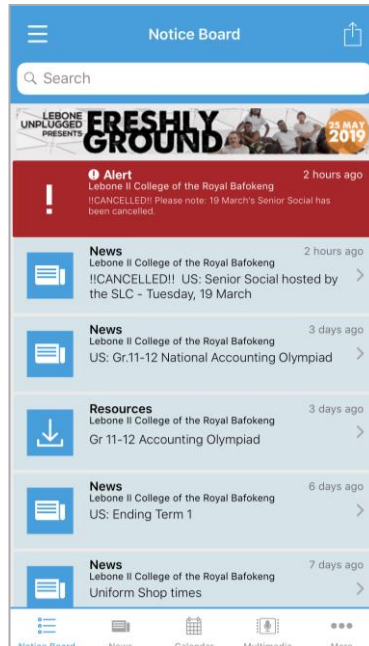 Notice Board
Search
LEBONE
UNPLUGGED
PRESENTS
FRESHLY
GROUND
25 MAY
2019
Alert
2 hours ago
Lebone II College of the Royal Bafokeng
!!CANCELLED!! Please note: 19 March's Senior Social has
been cancelled.
News
2 hours ago
Lebone II College of the Royal Bafokeng
!!CANCELLED!! US: Senior Social hosted by
the SLC - Tuesday, 19 March
News
3 days ago
Lebone II College of the Royal Bafokeng
US: Gr.11-12 National Accounting Olympiad
Resources
3 days ago
Lebone II College of the Royal Bafokeng
Gr 11-12 Accounting Olympiad
News
6 days ago
Lebone II College of the Royal Bafokeng
US: Ending Term 1
News
7 days ago
Lebone II College of the Royal Bafokeng
Uniform Shop times
Notice Board News Calendar Multimedia More